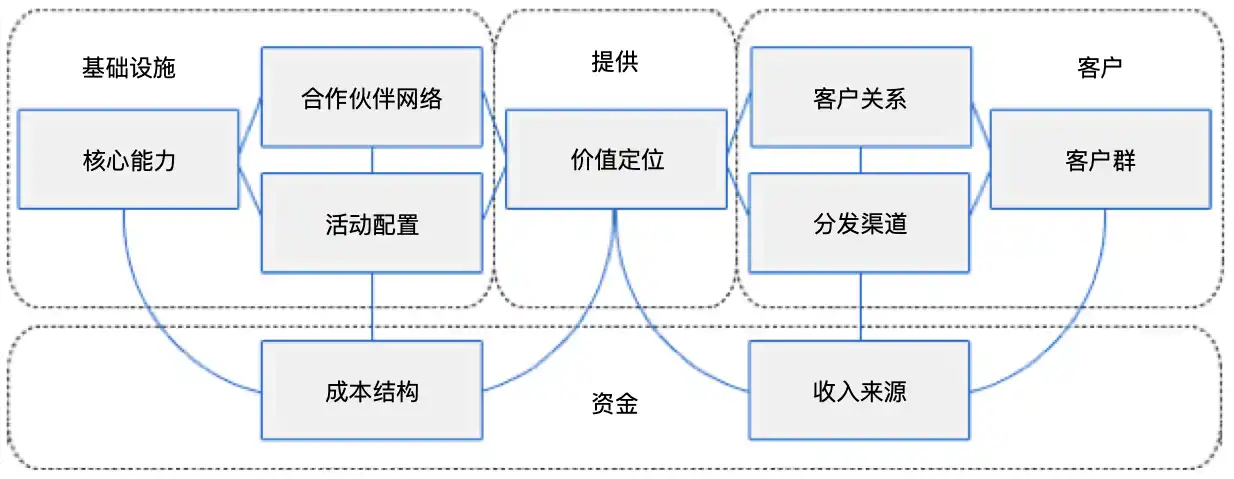 基础设施
提供
客户
合作伙伴网络
客户关系
核心能力
价值定位
客户群
活动配置
分发渠道
成本结构
资金
收入来源